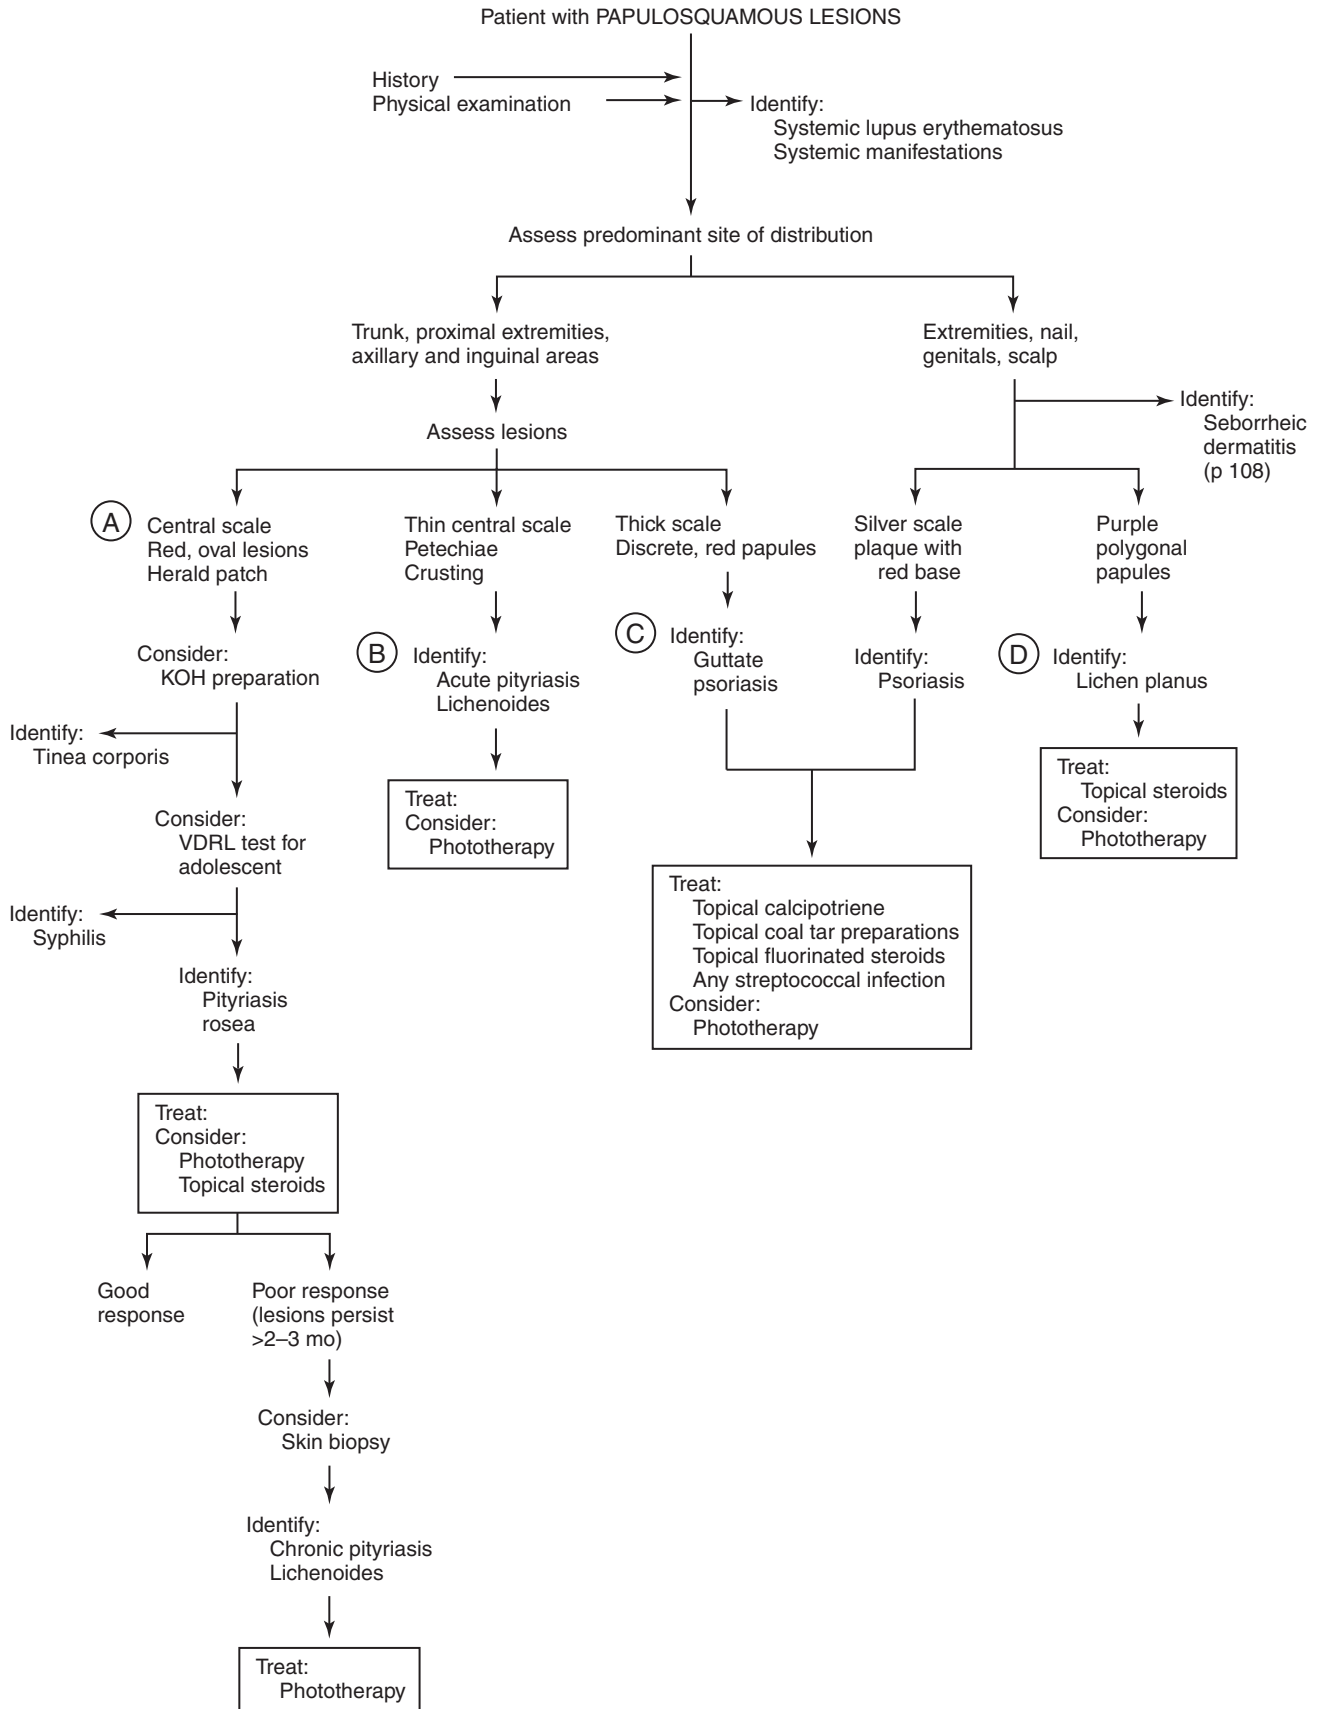 Patient with PAPULOSQUAMOUS LESIONS
History
Physical examination
Identify:
Systemic lupus erythematosus
Systemic manifestations
Assess predominant site of distribution
Trunk, proximal extremities,
axillary and inguinal areas
Extremities, nail,
genitals, scalp
Identify:
Seborrheic
dermatitis
(p 108)
Assess lesions
A
Central scale
Red, oval lesions
Herald patch
Thin central scale
Petechiae
Crusting
Thick scale
Discrete, red papules
Silver scale
plaque with
red base
Purple
polygonal
papules
Consider:
KOH preparation
B
Identify:
Acute pityriasis
Lichenoides
C
Identify:
Guttate
psoriasis
Identify:
Psoriasis
D
Identify:
Lichen planus
Identify:
Tinea corporis
Treat:
Consider:
Phototherapy
Treat:
Topical steroids
Consider:
Phototherapy
Consider:
VDRL test for
adolescent
Treat:
Topical calcipotriene
Topical coal tar preparations
Topical fluorinated steroids
Any streptococcal infection
Consider:
Phototherapy
Identify:
Syphilis
Identify:
Pityriasis
rosea
Treat:
Consider:
Phototherapy
Topical steroids
Good
response
Poor response
(lesions persist
>2–3 mo)
Consider:
Skin biopsy
Identify:
Chronic pityriasis
Lichenoides
Treat:
Phototherapy